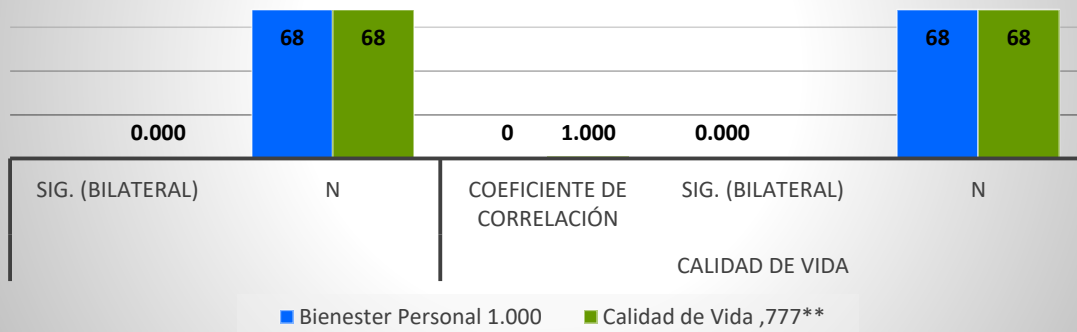 68 68 68 68
0.000 0 1.000 0.000
SIG. (BILATERAL) N COEFICIENTE DE CORRELACIÓN SIG. (BILATERAL) N
CALIDAD DE VIDA
Bienester Personal 1.000 Calidad de Vida ,777**